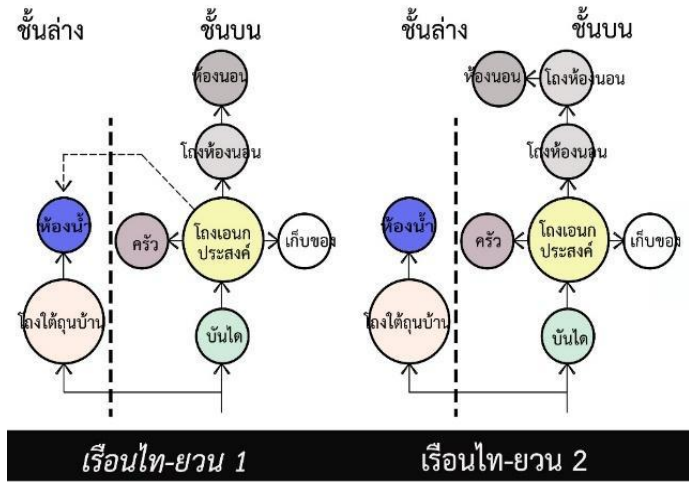 ชั้นล่าง
ชั้นบน
ห้องนอน
โถงห้องนอน
ห้องน้ำ
ครัว
โถงเอนก
ประสงค์
เก็บของ
โถงใต้ถุนบ้าน
บันได
เรือนไท-ยวน 1
ชั้นล่าง
ชั้นบน
ห้องนอน
โถงห้องนอน
โถงห้องนอน
ห้องน้ำ
ครัว
โถงเอนก
ประสงค์
เก็บของ
โถงใต้ถุนบ้าน
บันได
เรือนไท-ยวน 2